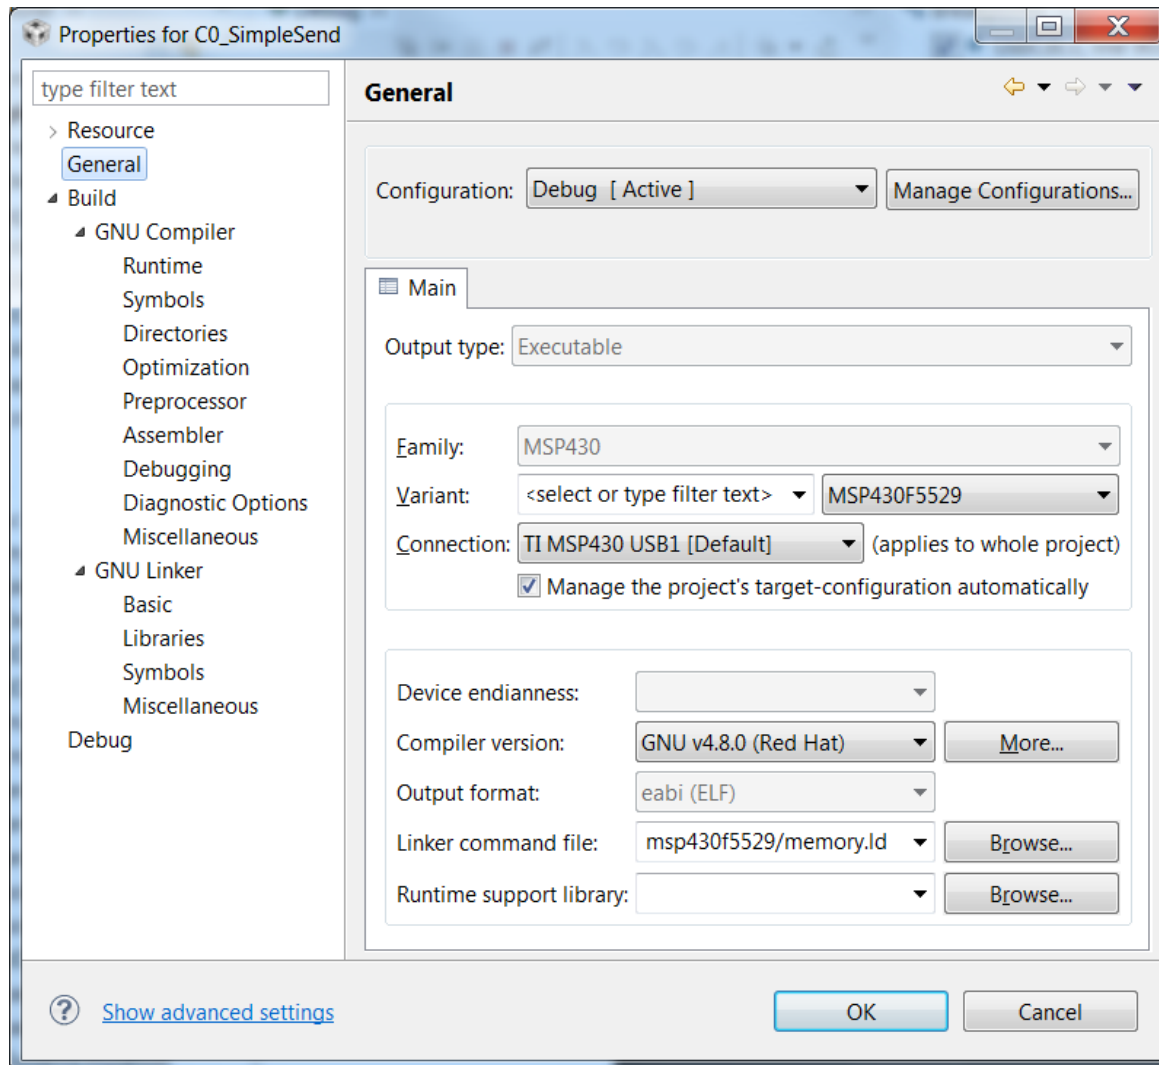 Properties for C0_SimpleSend
type filter text
Resource
General
Build
GNU Compiler
Runtime
Symbols
Directories
Optimization
Preprocessor
Assembler
Debugging
Diagnostic Options
Miscellaneous
GNU Linker
Basic
Libraries
Symbols
Miscellaneous
Debug
General
Configuration: Debug [ Active ] Manage Configurations...
Main
Output type: Executable
Family: MSP430
Variant: <select or type filter text> MSP430F5529
Connection: TI MSP430 USB1 [Default] (applies to whole project)
Manage the project's target-configuration automatically
Device endianness:
Compiler version: GNU v4.8.0 (Red Hat) More...
Output format: eabi (ELF)
Linker command file: msp430f5529/memory.ld Browse...
Runtime support library: Browse...
? Show advanced settings OK Cancel